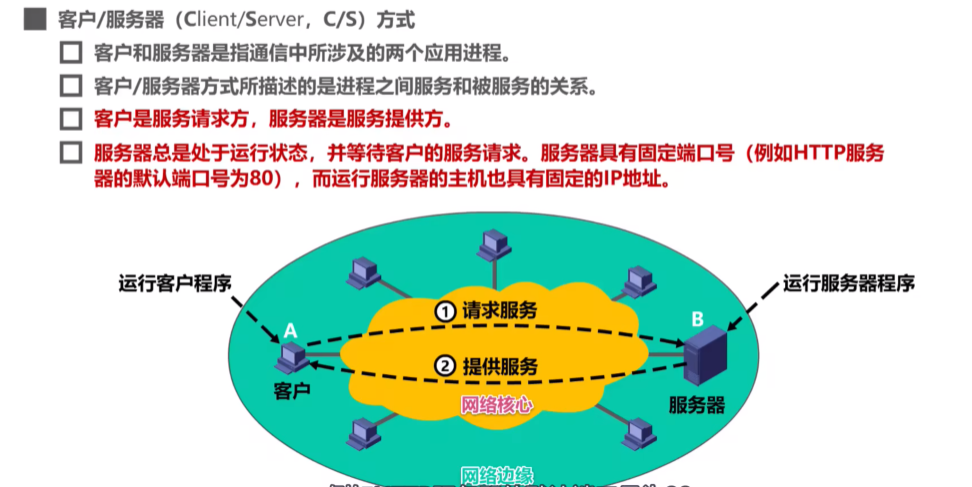 客户/服务器（Client/Server，C/S）方式
客户和服务器是指通信中所涉及的两个应用进程。
客户/服务器方式所描述的是进程之间服务和被服务的关系。
客户是服务请求方，服务器是服务提供方。
服务器总是处于运行状态，并等待客户的服务请求。服务器具有固定端口号（例如HTTP服务
器的默认端口号为80），而运行服务器的主机也具有固定的IP地址。
运行客户程序
运行服务器程序
① 请求服务
A
B
② 提供服务
客户
服务器
网络核心
网络边缘